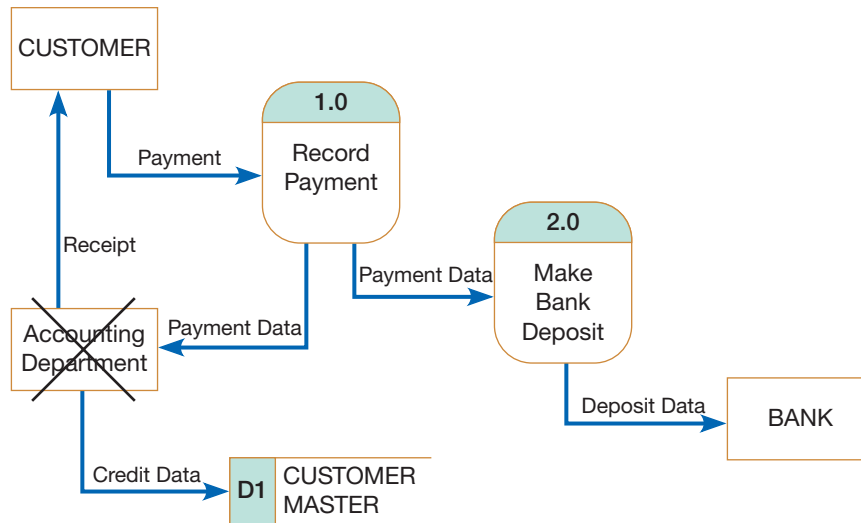 CUSTOMER
1.0
Record
Payment
Payment
2.0
Make
Bank
Deposit
Receipt
Payment Data
Payment Data
Accounting
Department
Deposit Data
BANK
Credit Data
D1
CUSTOMER
MASTER